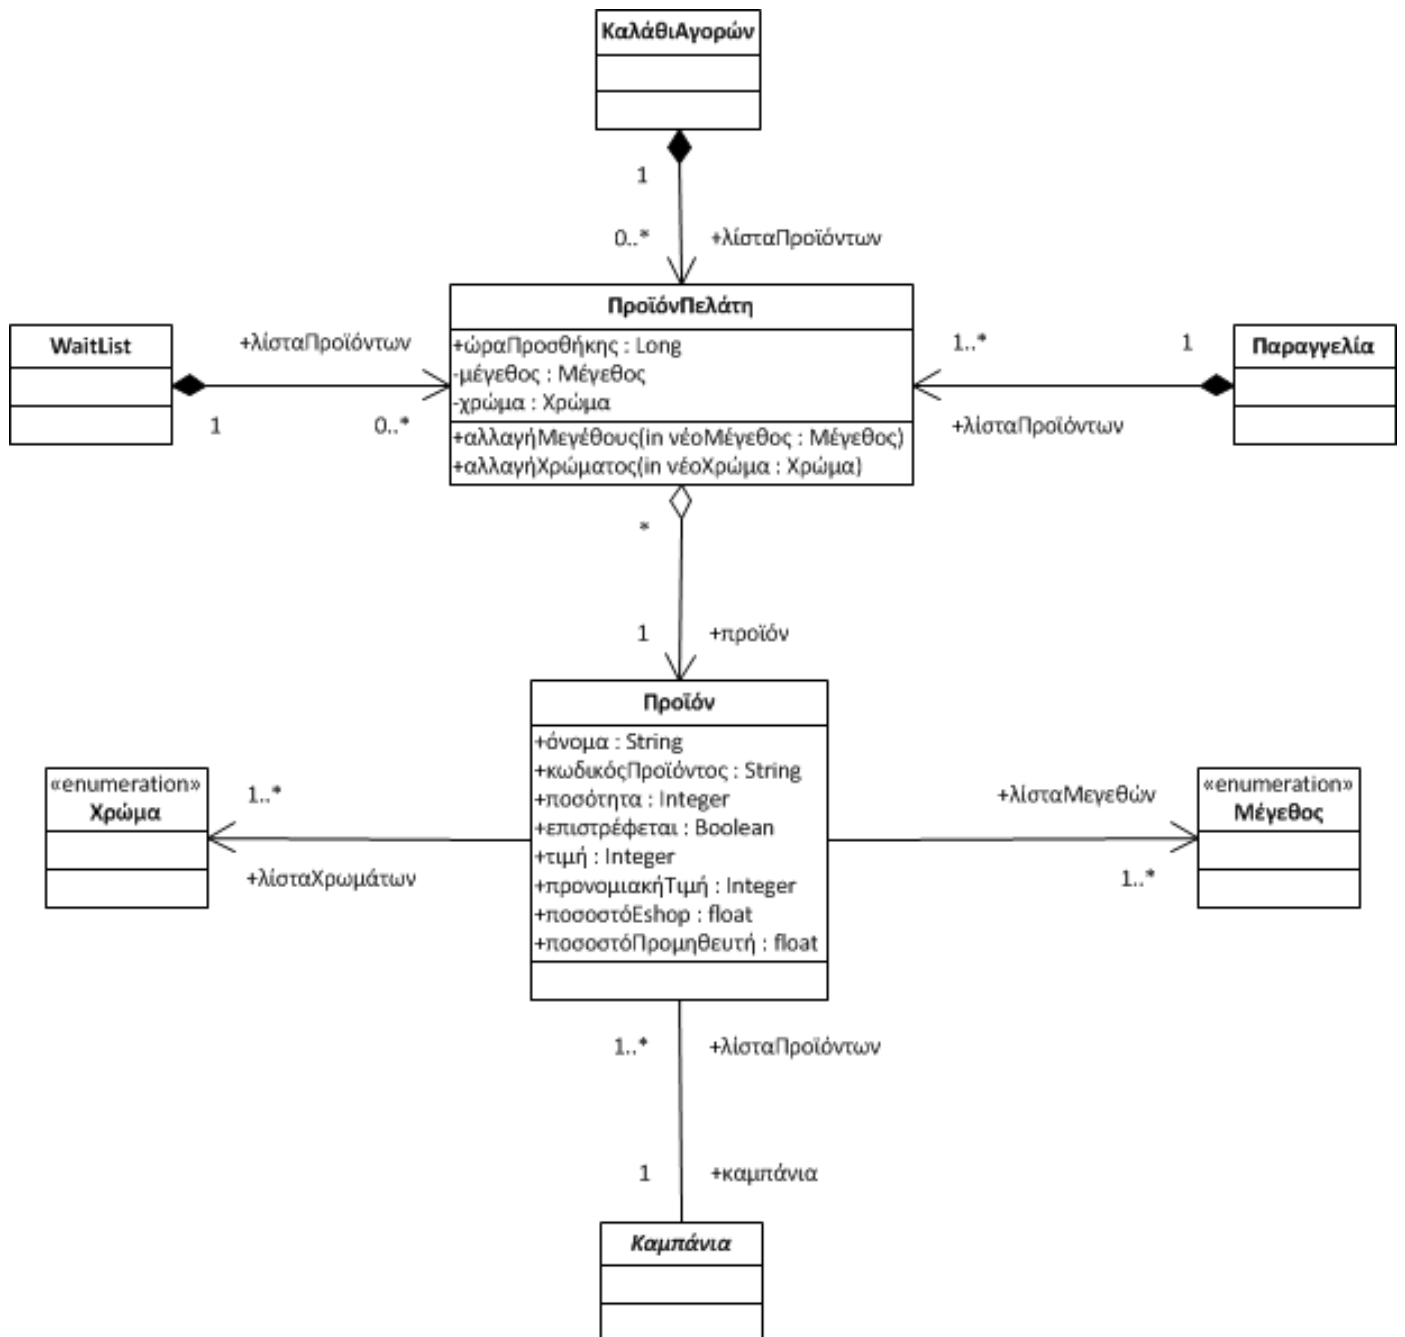 ΚαλάθιΑγορών
1
0..*
+λίσταΠροϊόντων
ΠροϊόνΠελάτη
+ώραΠροσθήκης : Long
-μέγεθος : Μέγεθος
-χρώμα : Χρώμα
+αλλαγήΜεγέθους(in νέοΜέγεθος : Μέγεθος)
+αλλαγήΧρώματος(in νέοΧρώμα : Χρώμα)
WaitList
+λίσταΠροϊόντων
1
0..*
1..*
1
+λίσταΠροϊόντων
Παραγγελία
*
1
+προϊόν
Προϊόν
+όνομα : String
+κωδικόςΠροϊόντος : String
+ποσότητα : Integer
+επιστρέφεται : Boolean
+τιμή : Integer
+προνομιακήΤιμή : Integer
+ποσοστόEshop : float
+ποσοστόΠρομηθευτή : float
«enumeration»
Χρώμα
1..*
+λίσταΧρωμάτων
+λίσταΜεγεθών
1..*
«enumeration»
Μέγεθος
1..*
+λίσταΠροϊόντων
1
+καμπάνια
Καμπάνια